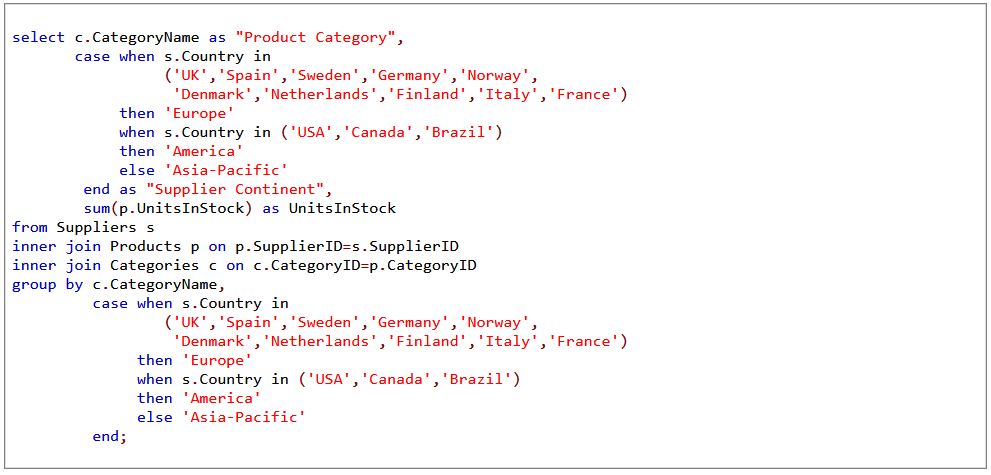 select c.CategoryName as "Product Category",
       case when s.Country in
                 ('UK','Spain','Sweden','Germany','Norway',
                  'Denmark','Netherlands','Finland','Italy','France')
            then 'Europe'
            when s.Country in ('USA','Canada','Brazil')
            then 'America'
            else 'Asia-Pacific'
        end as "Supplier Continent",
        sum(p.UnitsInStock) as UnitsInStock
from Suppliers s
inner join Products p on p.SupplierID=s.SupplierID
inner join Categories c on c.CategoryID=p.CategoryID
group by c.CategoryName,
         case when s.Country in
                 ('UK','Spain','Sweden','Germany','Norway',
                  'Denmark','Netherlands','Finland','Italy','France')
              then 'Europe'
              when s.Country in ('USA','Canada','Brazil')
              then 'America'
              else 'Asia-Pacific'
         end;